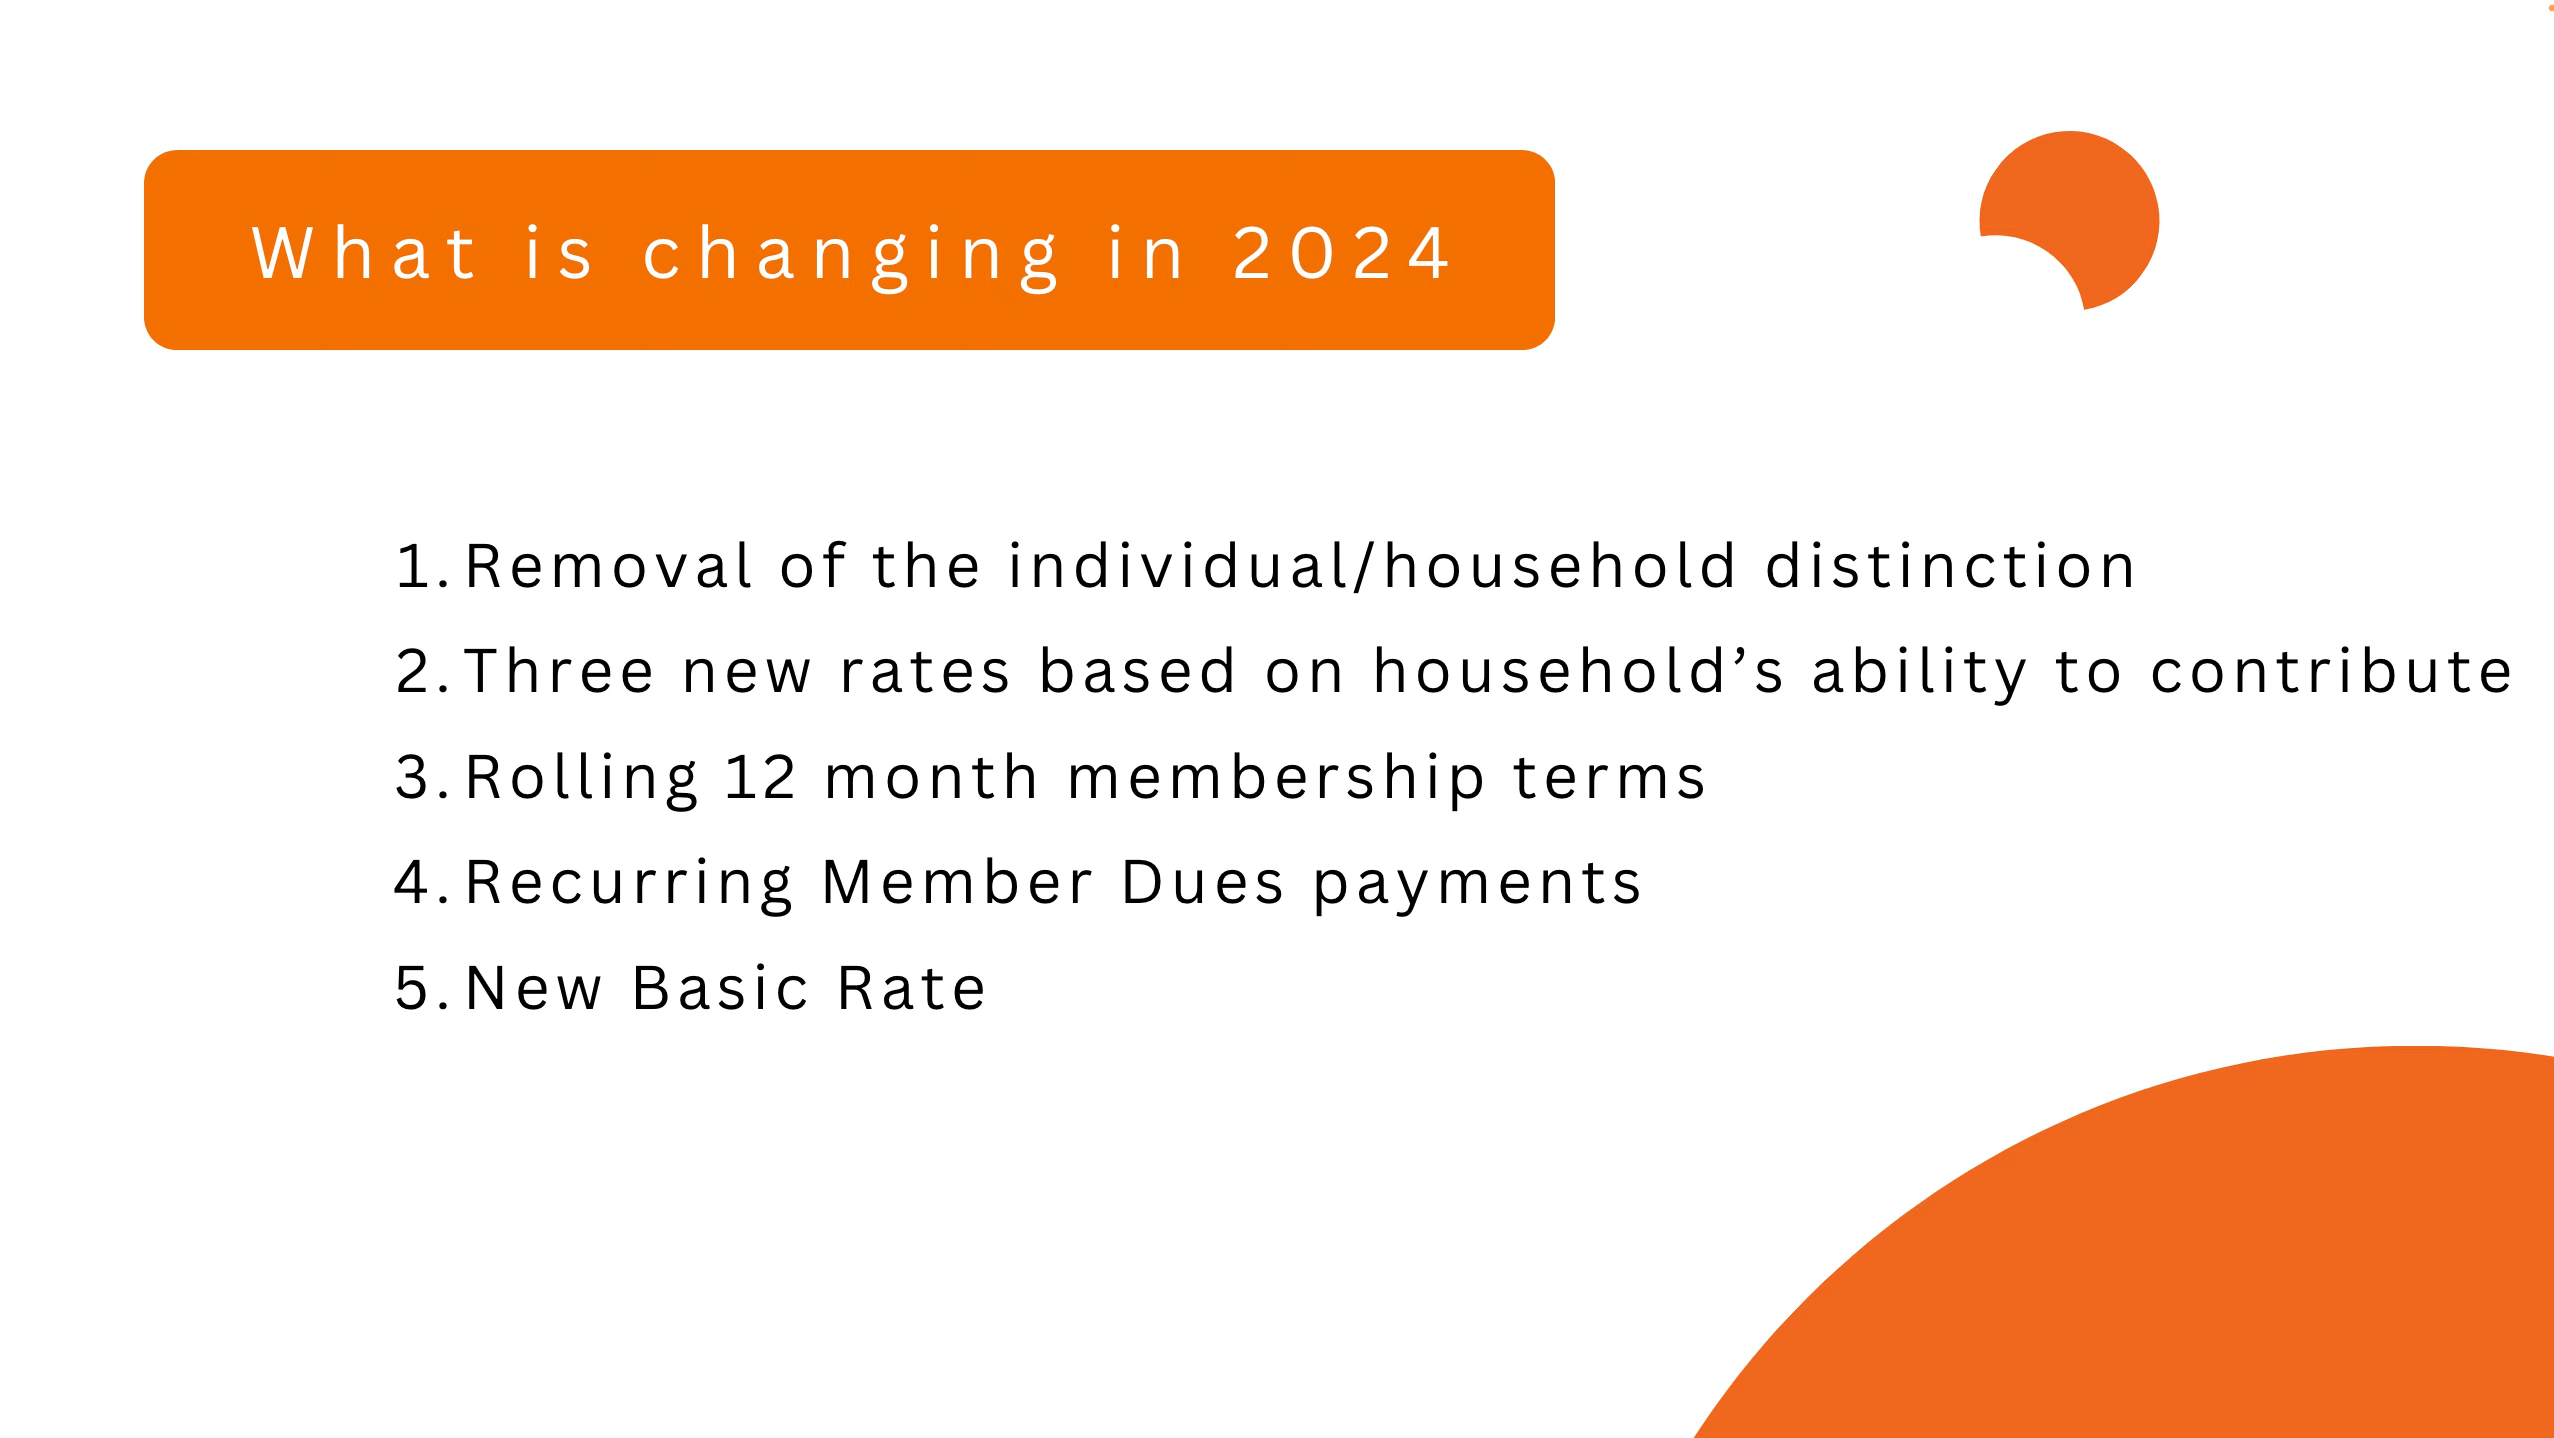 What is changing in 2024
1. Removal of the individual/household distinction
2. Three new rates based on household’s ability to contribute
3. Rolling 12 month membership terms
4. Recurring Member Dues payments
5. New Basic Rate